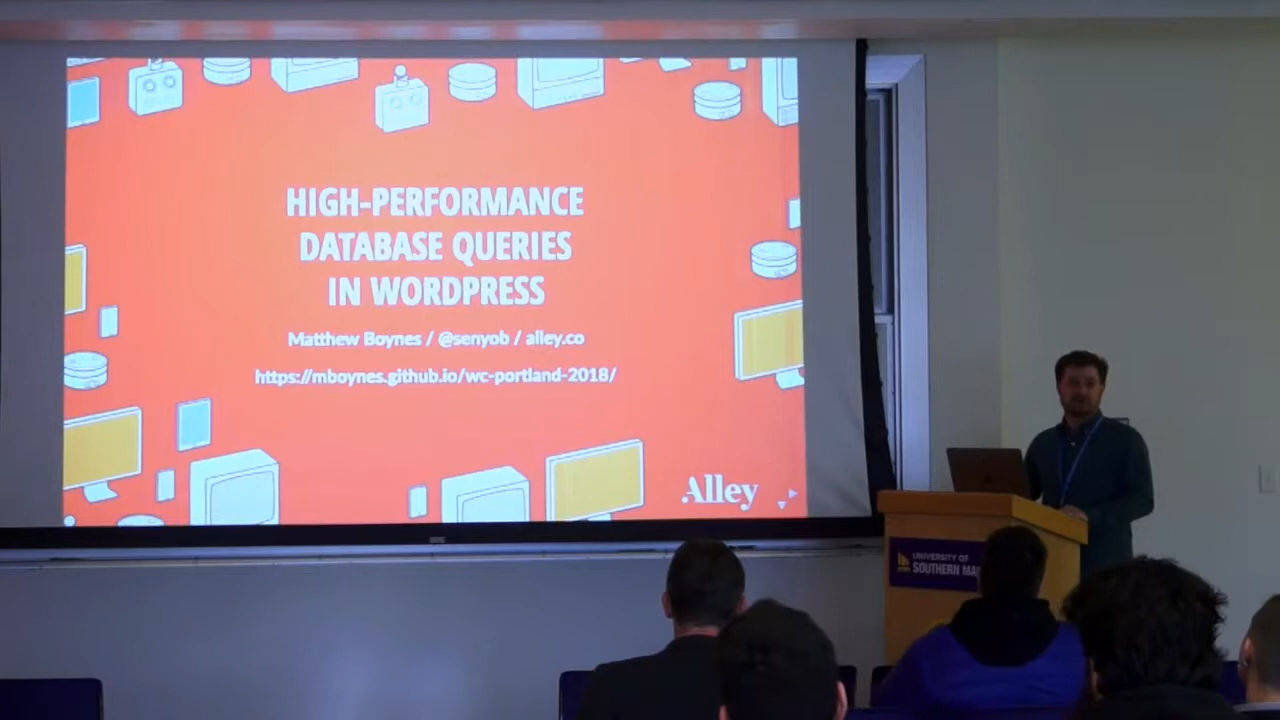 HIGH-PERFORMANCE
DATABASE QUERIES
IN WORDPRESS
Matthew Boynes / @senyob / alley.co
https://mboynes.github.io/wc-portland-2018/
Alley
UNIVERSITY OF
SOUTHERN